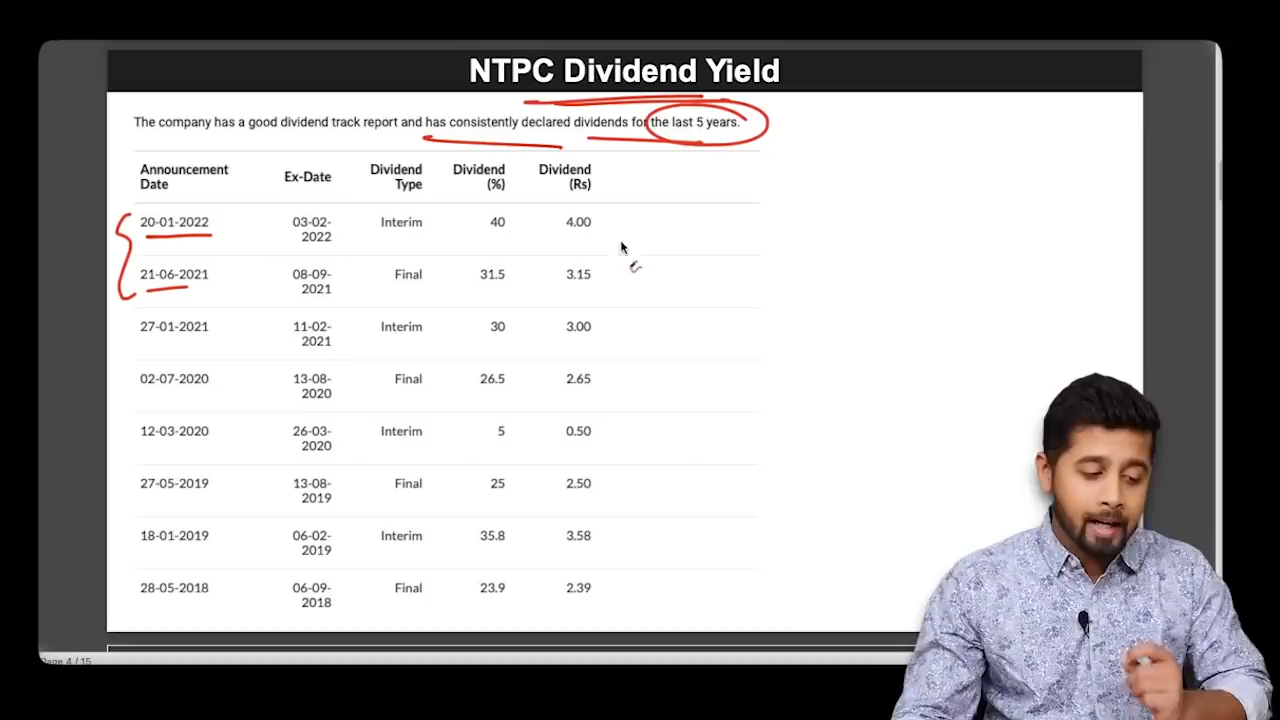 NTPC Dividend Yield
The company has a good dividend track report and has consistently declared dividends for the last 5 years.
Announcement Date Ex-Date Dividend Type Dividend (%) Dividend (Rs)
20-01-2022 03-02-2022 Interim 40 4.00
21-06-2021 08-09-2021 Final 31.5 3.15
27-01-2021 11-02-2021 Interim 30 3.00
02-07-2020 13-08-2020 Final 26.5 2.65
12-03-2020 26-03-2020 Interim 5 0.50
27-05-2019 13-08-2019 Final 25 2.50
18-01-2019 06-02-2019 Interim 35.8 3.58
28-05-2018 06-09-2018 Final 23.9 2.39
Page 4 / 15